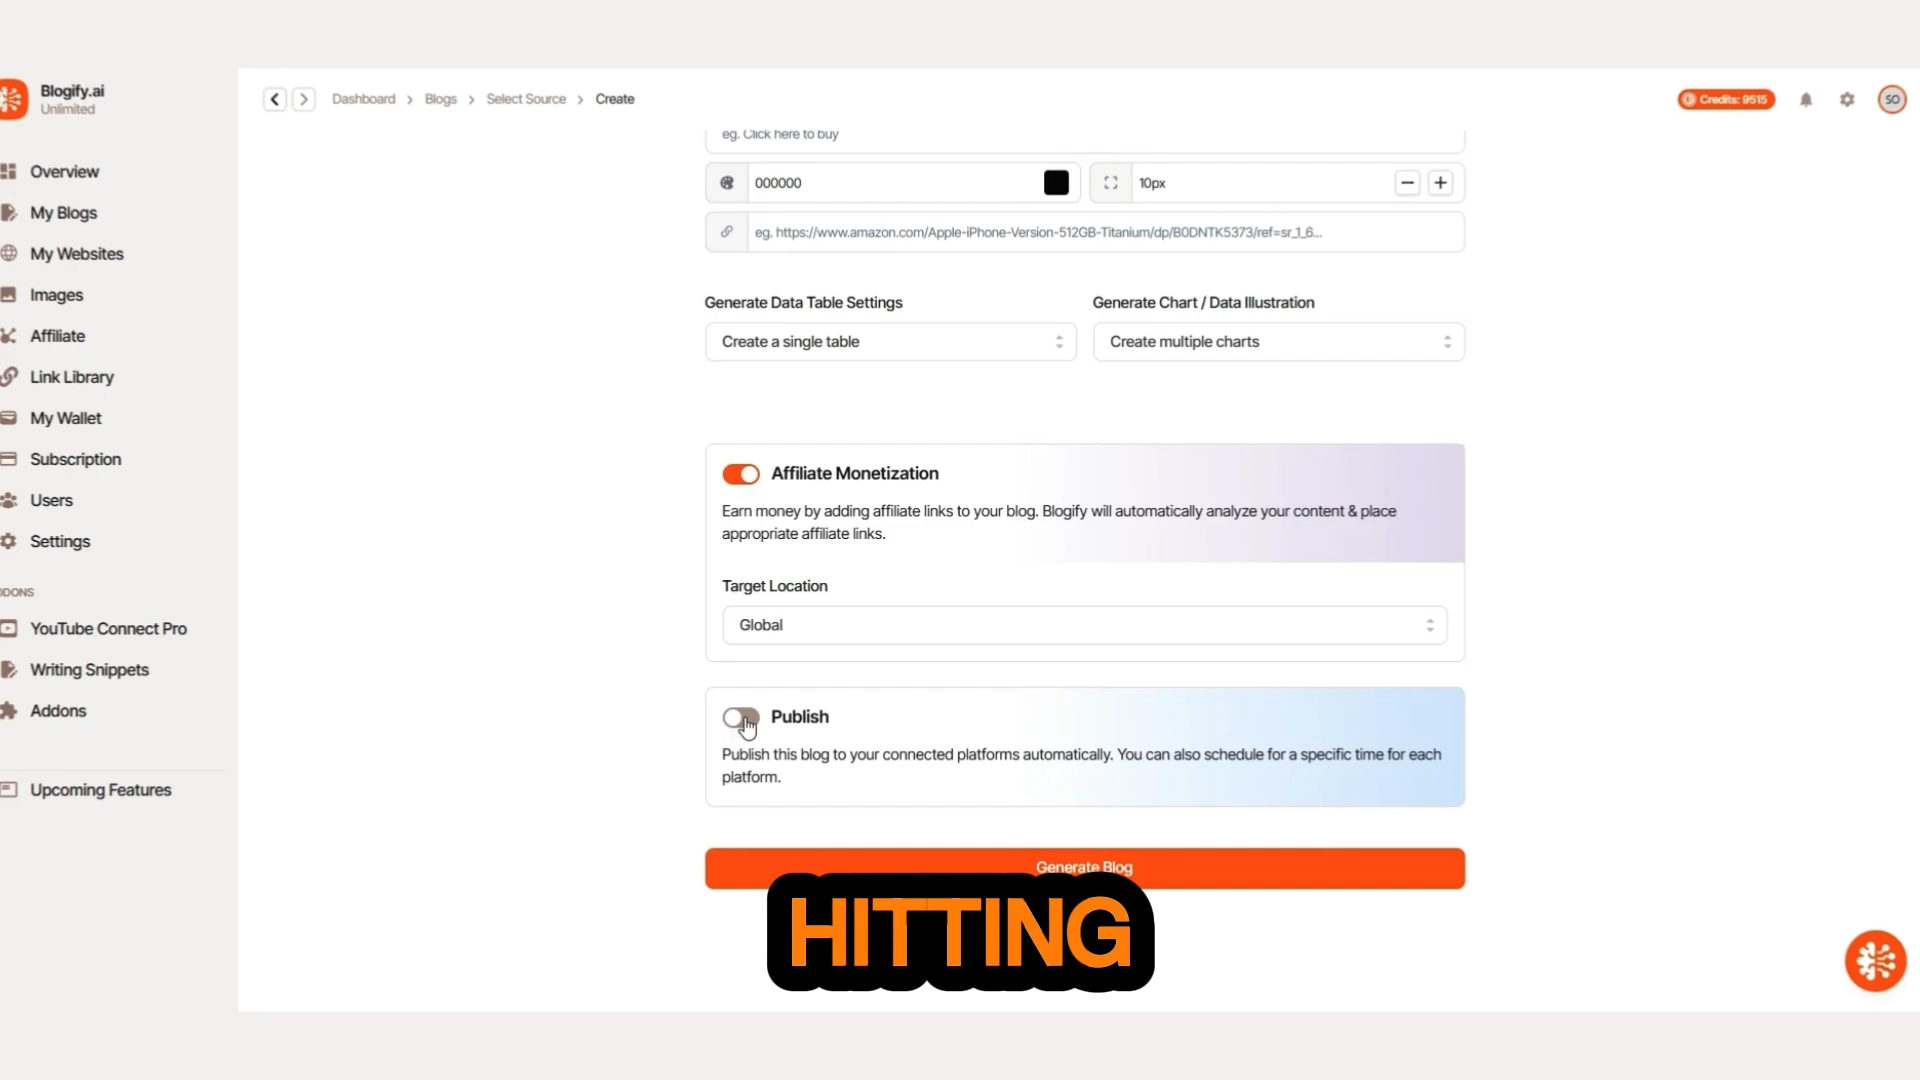 Blogify.ai
Unlimited
Overview
My Blogs
My Websites
Images
Affiliate
Link Library
My Wallet
Subscription
Users
Settings
DDONS
YouTube Connect Pro
Writing Snippets
Addons
Upcoming Features
Dashboard > Blogs > Select Source > Create
Credits: 9515
SO
eg. Click here to buy
000000
10px
eg. https://www.amazon.com/Apple-iPhone-Version-512GB-Titanium/dp/B0DNTK5373/ref=sr_1_6...
Generate Data Table Settings
Generate Chart / Data Illustration
Create a single table
Create multiple charts
Affiliate Monetization
Earn money by adding affiliate links to your blog. Blogify will automatically analyze your content & place
appropriate affiliate links.
Target Location
Global
Publish
Publish this blog to your connected platforms automatically. You can also schedule for a specific time for each
platform.
Generate Blog
HITTING